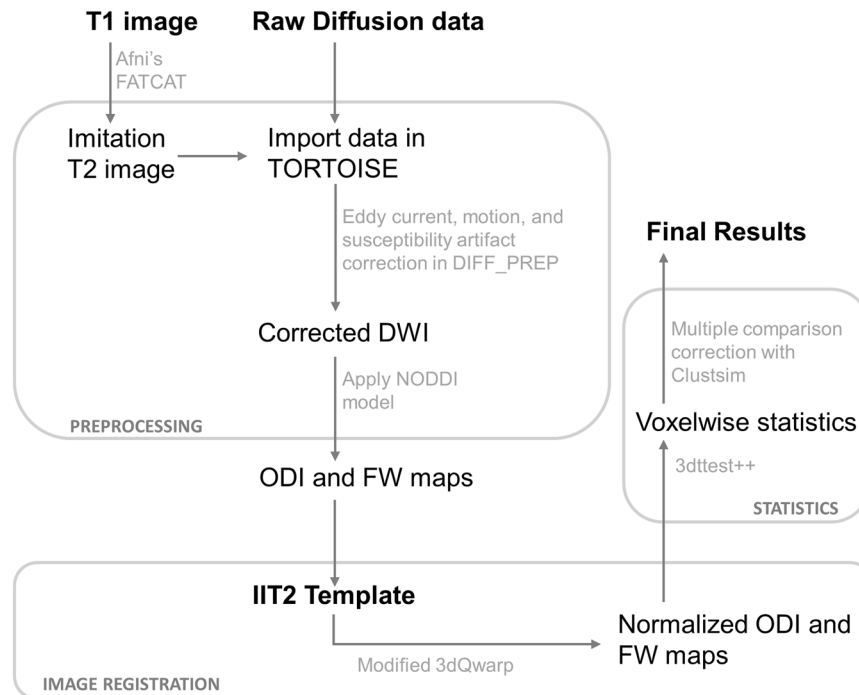 T1 image
Raw Diffusion data
Afni's
FATCAT
Imitation
T2 image
Import data in
TORTOISE
Eddy current, motion, and
susceptibility artifact
correction in DIFF_PREP
Corrected DWI
Apply NODDI
model
PREPROCESSING
ODI and FW maps
IIT2 Template
Modified 3dQwarp
IMAGE REGISTRATION
Normalized ODI and
FW maps
3dttest++
STATISTICS
Voxelwise statistics
Multiple comparison
correction with
Clustsim
Final Results